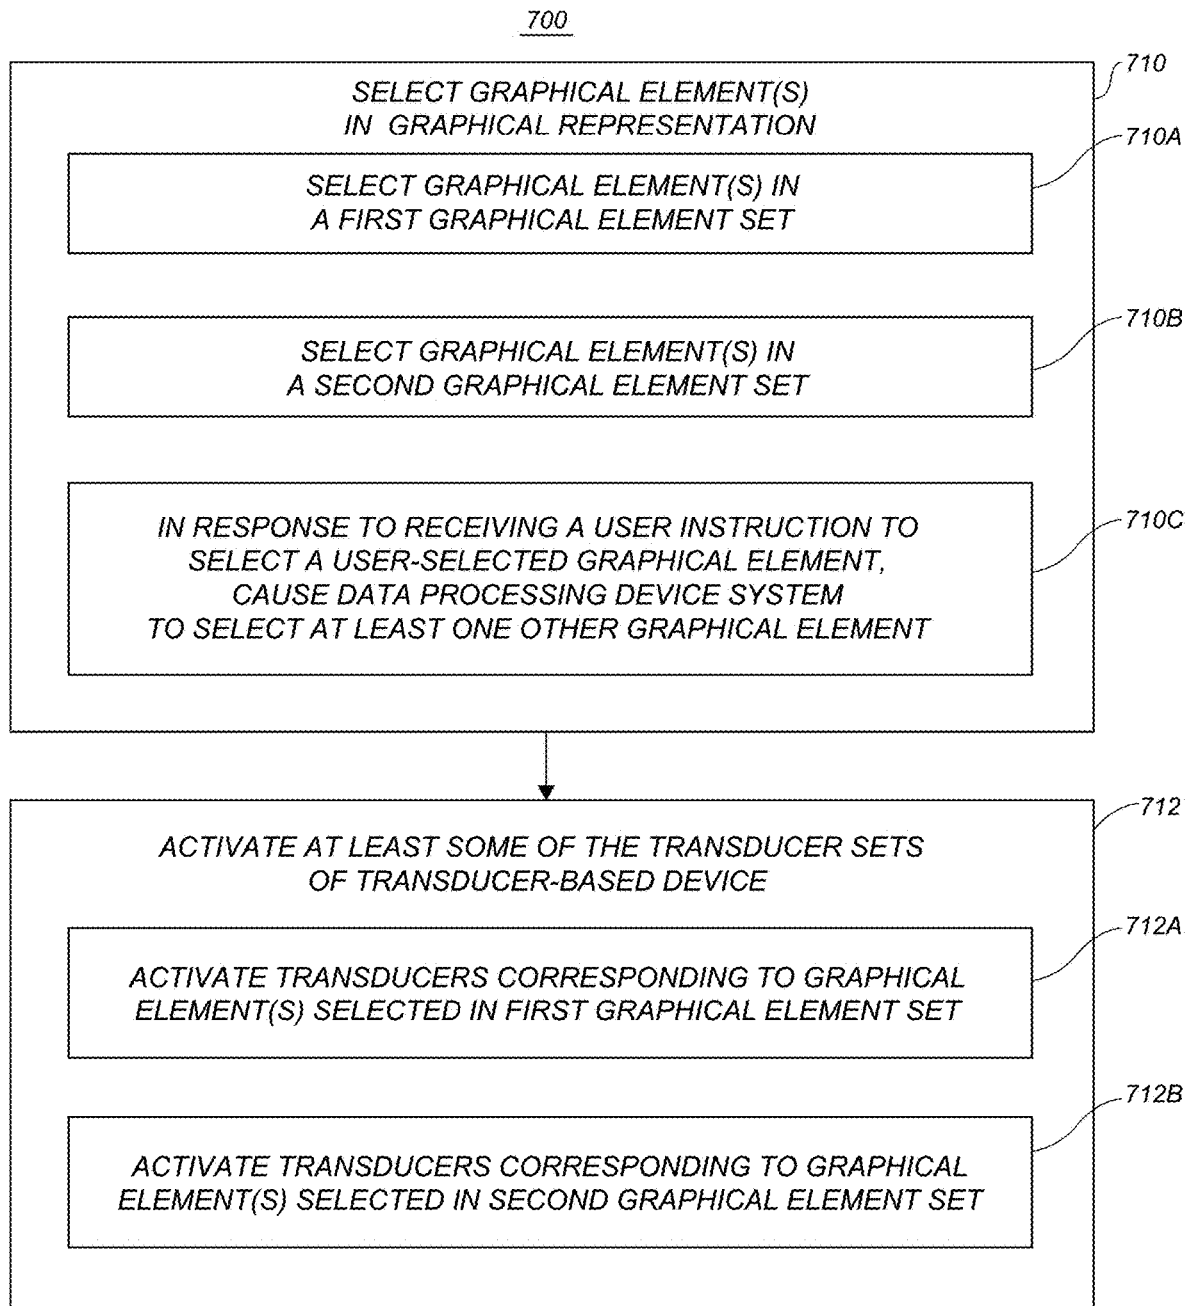 700
710
SELECT GRAPHICAL ELEMENT(S)
IN GRAPHICAL REPRESENTATION
710A
SELECT GRAPHICAL ELEMENT(S) IN
A FIRST GRAPHICAL ELEMENT SET
710B
SELECT GRAPHICAL ELEMENT(S) IN
A SECOND GRAPHICAL ELEMENT SET
710C
IN RESPONSE TO RECEIVING A USER INSTRUCTION TO
SELECT A USER-SELECTED GRAPHICAL ELEMENT,
CAUSE DATA PROCESSING DEVICE SYSTEM
TO SELECT AT LEAST ONE OTHER GRAPHICAL ELEMENT
712
ACTIVATE AT LEAST SOME OF THE TRANSDUCER SETS
OF TRANSDUCER-BASED DEVICE
712A
ACTIVATE TRANSDUCERS CORRESPONDING TO GRAPHICAL
ELEMENT(S) SELECTED IN FIRST GRAPHICAL ELEMENT SET
712B
ACTIVATE TRANSDUCERS CORRESPONDING TO GRAPHICAL
ELEMENT(S) SELECTED IN SECOND GRAPHICAL ELEMENT SET